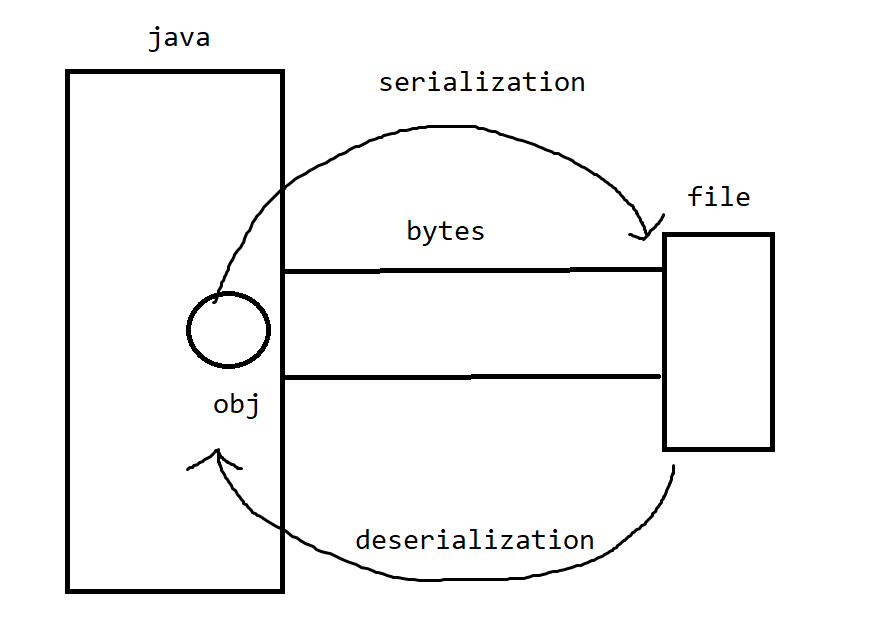 java
serialization
file
bytes
obj
deserialization